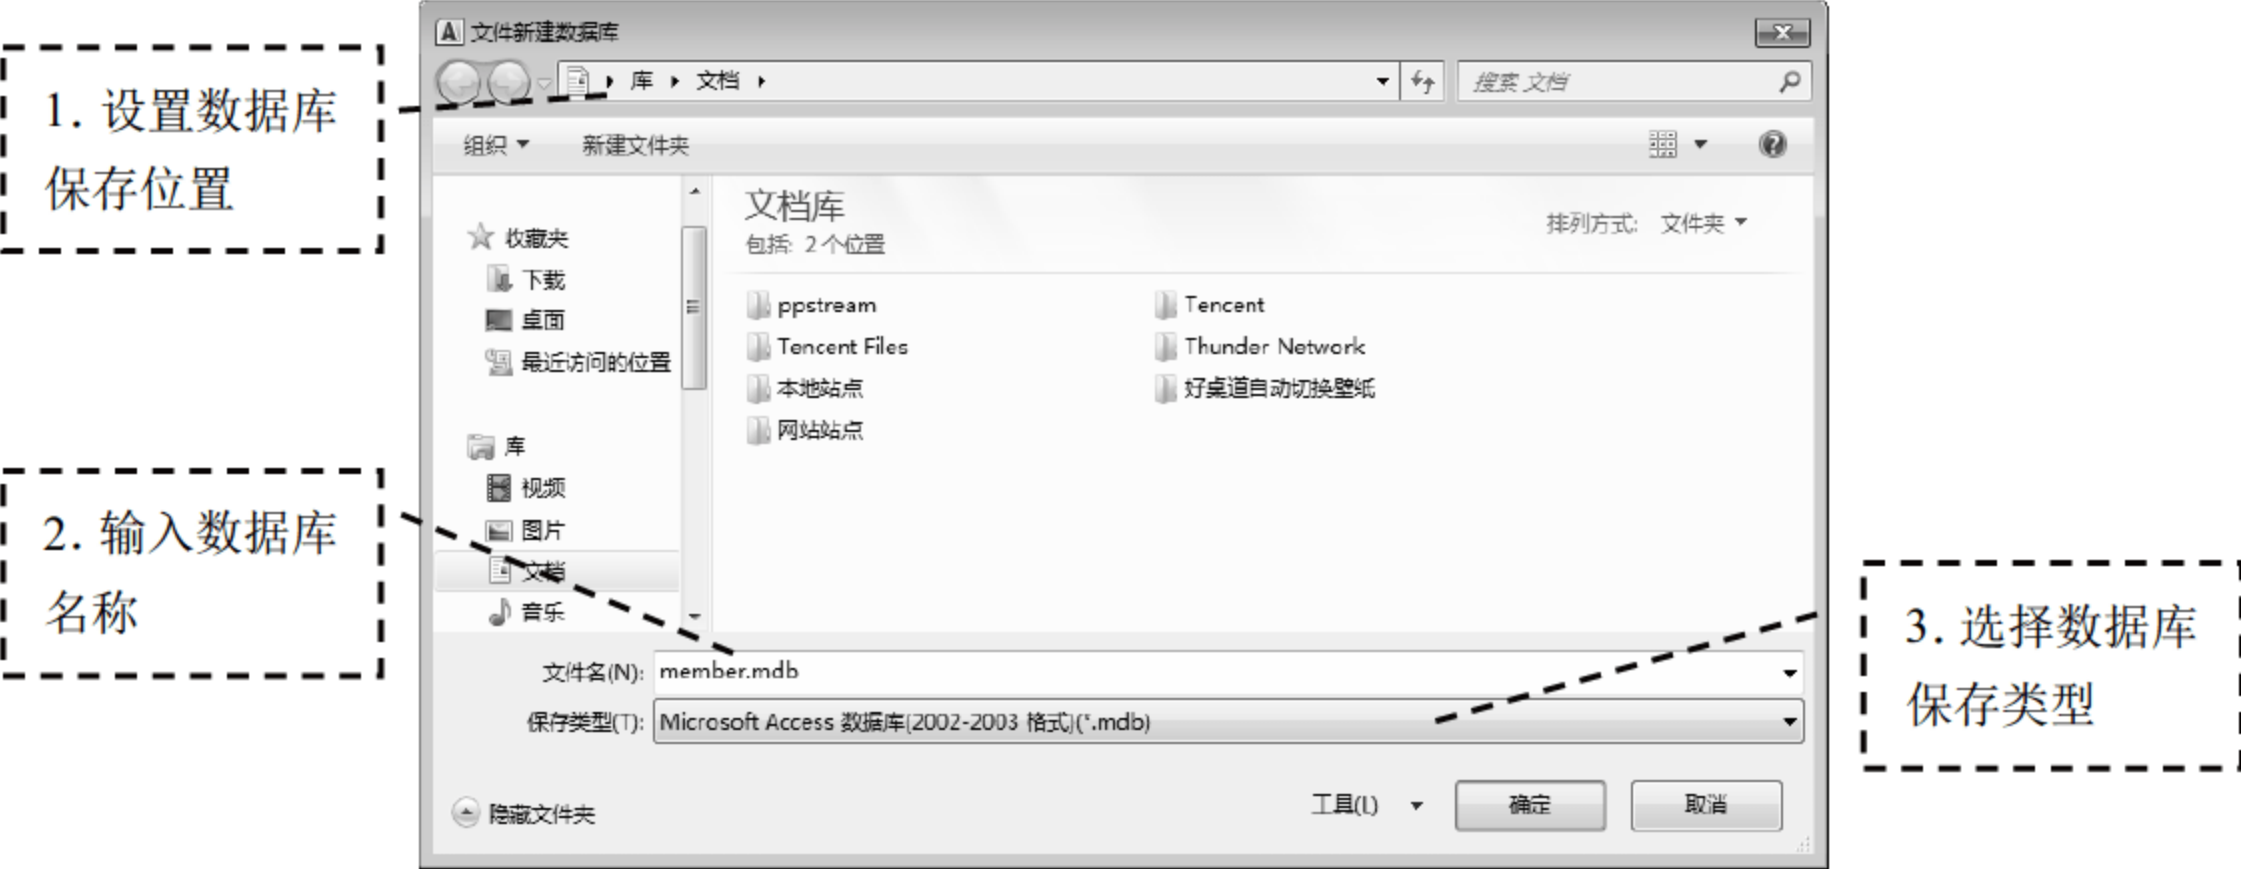 文件新建数据库
库 文档
搜索 文档
1. 设置数据库
保存位置
组织 新建文件夹
文档库
包括: 2 个位置
排列方式: 文件夹
收藏夹
下载
桌面
最近访问的位置
库
视频
图片
文档
音乐
ppstream
Tencent
Tencent Files
Thunder Network
本地站点
好桌道自动切换壁纸
网站站点
2. 输入数据库
名称
3. 选择数据库
保存类型
文件名(N): member.mdb
保存类型(T): Microsoft Access 数据库(2002-2003 格式)(*.mdb)
隐藏文件夹
工具(L) 确定 取消